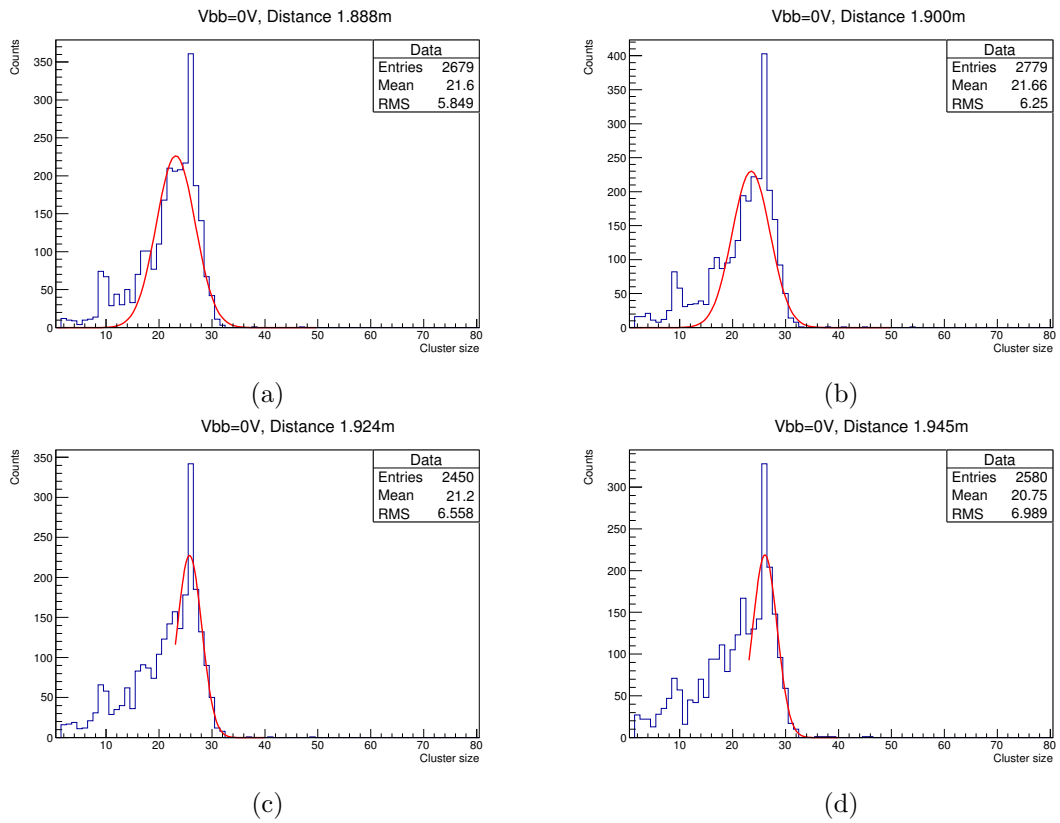 Vbb=0V, Distance 1.888m
Counts
350
300
250
200
150
100
50
0
10 20 30 40 50 60 70 80
Cluster size
Data
Entries 2679
Mean 21.6
RMS 5.849
(a)
Vbb=0V, Distance 1.900m
Counts
400
350
300
250
200
150
100
50
0
10 20 30 40 50 60 70 80
Cluster size
Data
Entries 2779
Mean 21.66
RMS 6.25
(b)
Vbb=0V, Distance 1.924m
Counts
350
300
250
200
150
100
50
0
10 20 30 40 50 60 70 80
Cluster size
Data
Entries 2450
Mean 21.2
RMS 6.558
(c)
Vbb=0V, Distance 1.945m
Counts
300
250
200
150
100
50
0
10 20 30 40 50 60 70 80
Cluster size
Data
Entries 2580
Mean 20.75
RMS 6.989
(d)